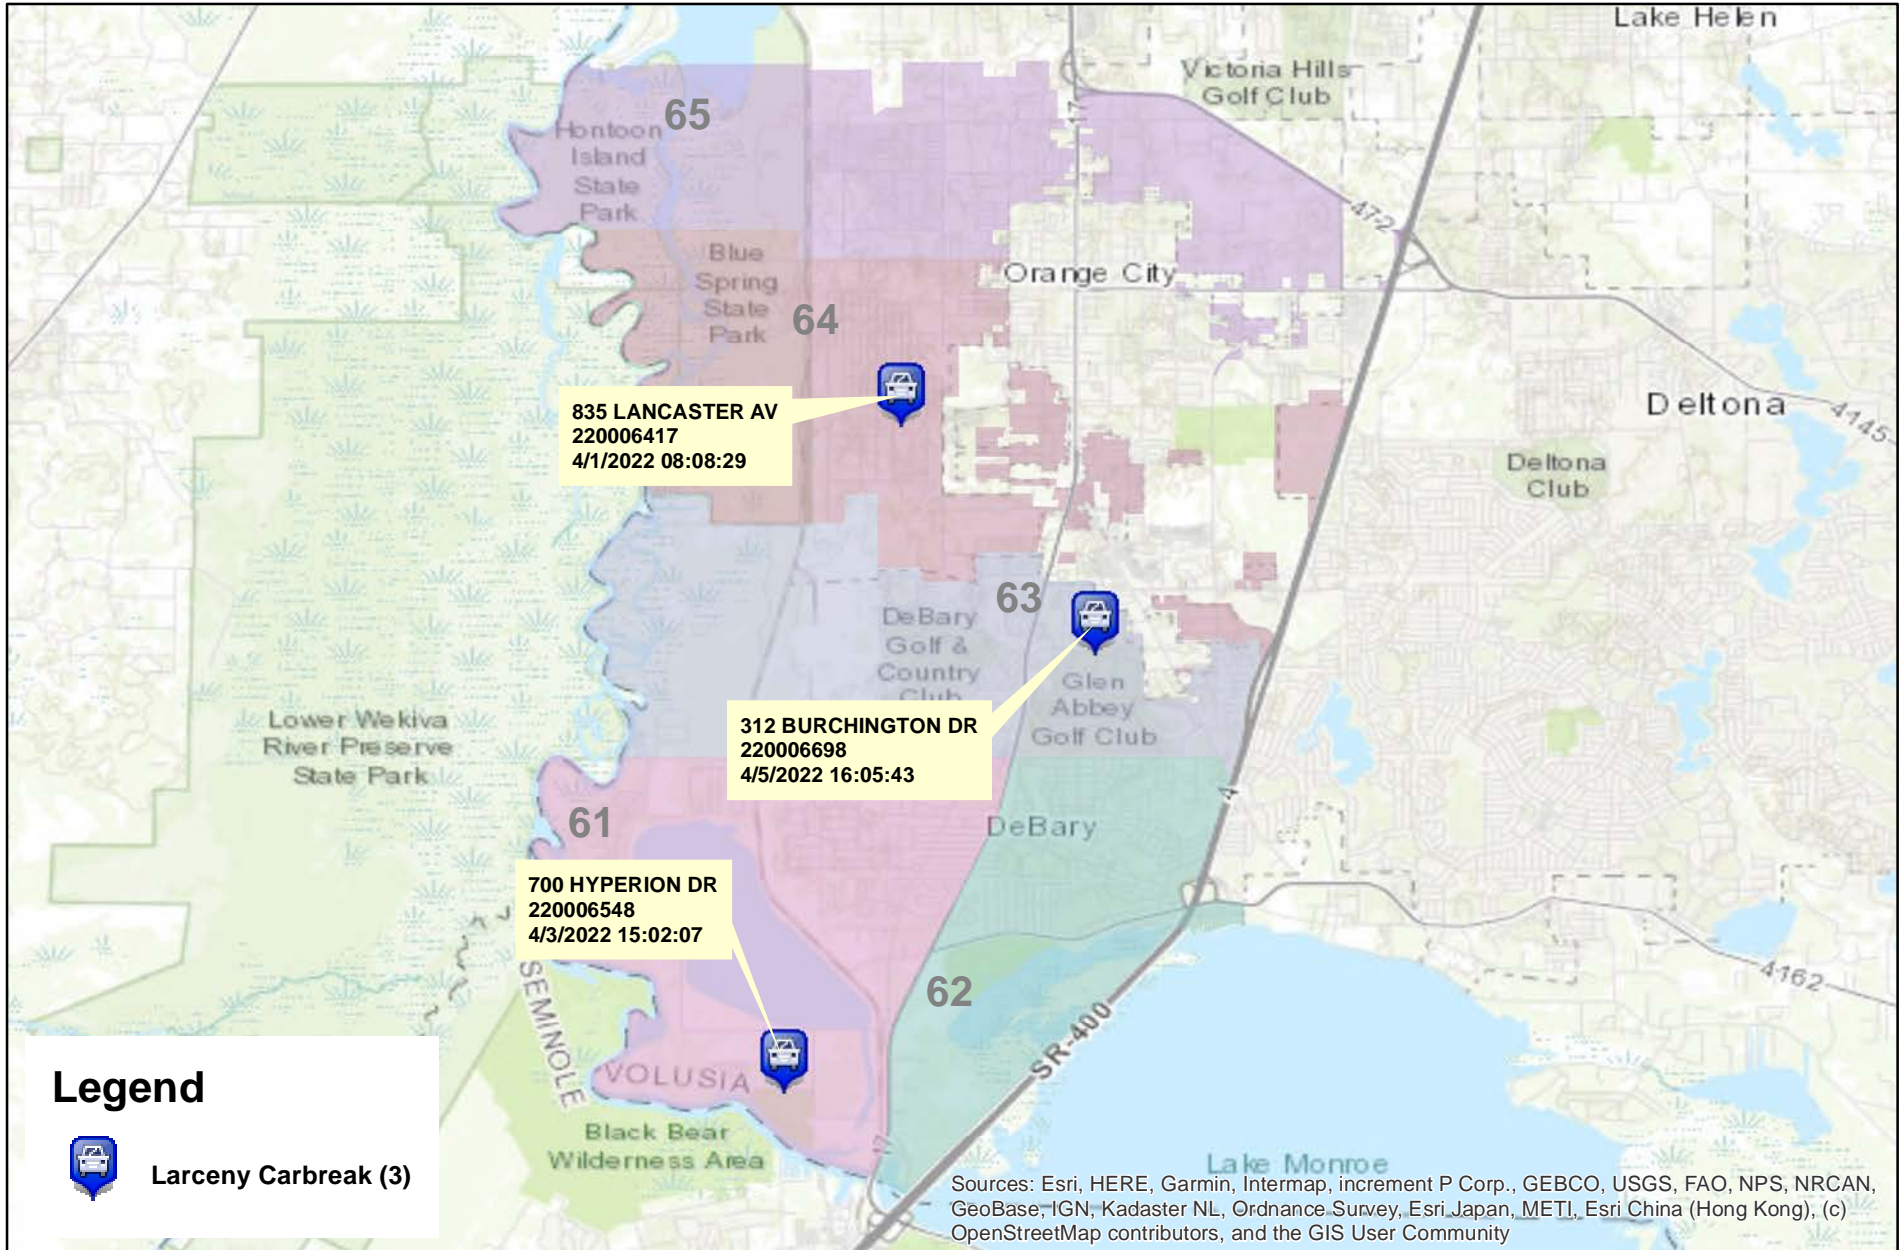 Lake Helen
Victoria Hills
Golf Club
65
Hontoon
Island
State
Park
17
472
Blue
Spring
State
Park
64
Orange City
Deltona
4145
835 LANCASTER AV
220006417
4/1/2022 08:08:29
Deltona
Club
63
DeBary
Golf &
Country
Club
Glen
Abbey
Golf Club
312 BURCHINGTON DR
220006698
4/5/2022 16:05:43
Lower Wekiva
River Preserve
State Park
61
4
DeBary
700 HYPERION DR
220006548
4/3/2022 15:02:07
62
4162
SEMINOLE
SR-400
VOLUSIA
17
Black Bear
Wilderness Area
Lake Monroe
Legend
Larceny Carbreak (3)
Sources: Esri, HERE, Garmin, Intermap, increment P Corp., GEBCO, USGS, FAO, NPS, NRCAN,
GeoBase, IGN, Kadaster NL, Ordnance Survey, Esri Japan, METI, Esri China (Hong Kong), (c)
OpenStreetMap contributors, and the GIS User Community